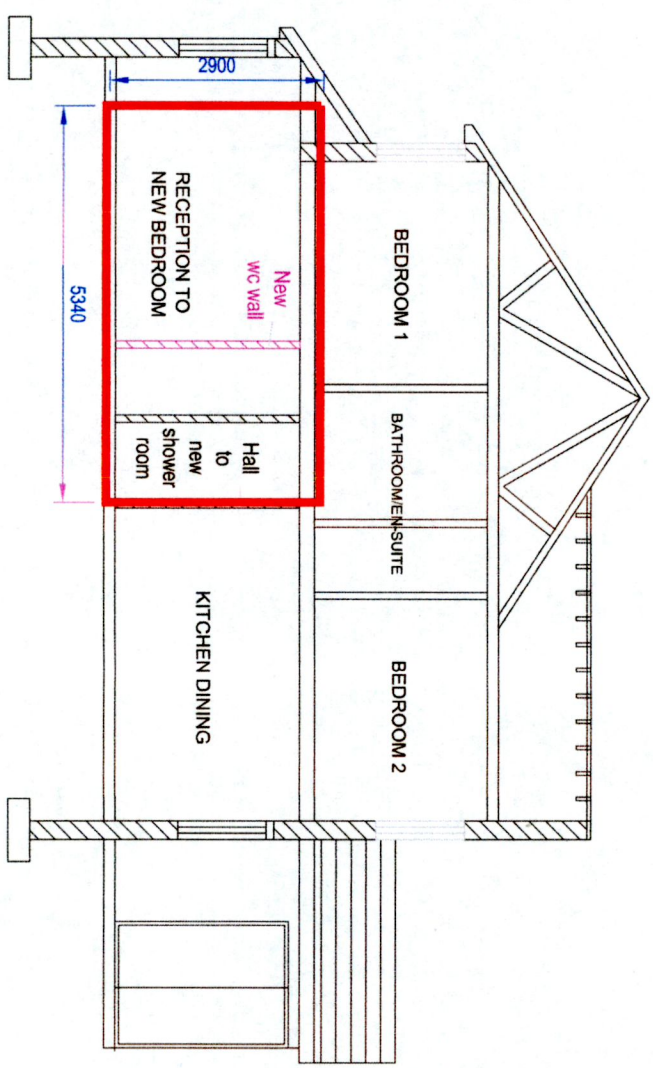 BEDROOM 1
BATHROOM/EN-SUITE
BEDROOM 2
2900
New
wc wall
RECEPTION TO
NEW BEDROOM
Hall
to
new
shower
room
KITCHEN DINING
5340